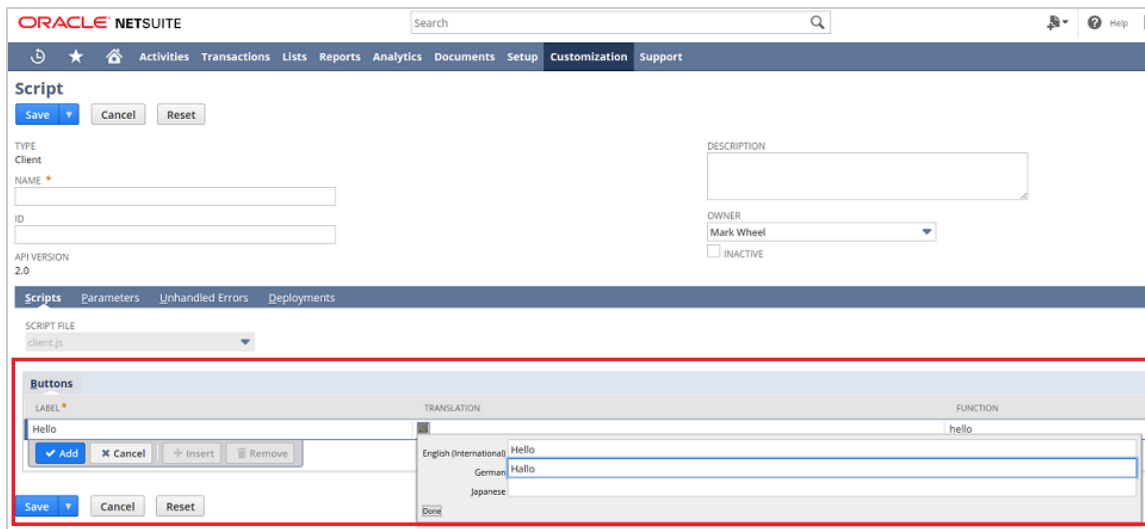 ORACLE NETSUITE
Search
Help
Activities Transactions Lists Reports Analytics Documents Setup Customization Support
Script
Save Cancel Reset
TYPE
Client
NAME *
ID
API VERSION
2.0
DESCRIPTION
OWNER
Mark Wheel
INACTIVE
Scripts Parameters Unhandled Errors Deployments
SCRIPT FILE
client.js
Buttons
LABEL * TRANSLATION FUNCTION
Hello hello
Add Cancel Insert Remove
English (International) Hello
German Hallo
Japanese
Done
Save Cancel Reset